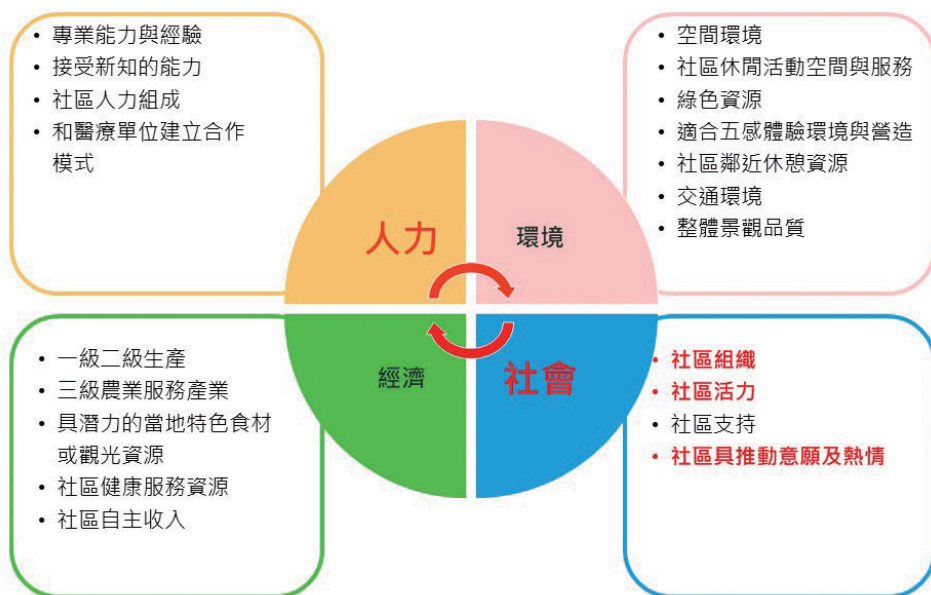 • 專業能力與經驗
• 接受新知的能力
• 社區人力組成
• 和醫療單位建立合作
模式
• 空間環境
• 社區休閒活動空間與服務
• 綠色資源
• 適合五感體驗環境與營造
• 社區鄰近休憩資源
• 交通環境
• 整體景觀品質
人力
環境
經濟
社會
• 一級二級生產
• 三級農業服務產業
• 具潛力的當地特色食材
或觀光資源
• 社區健康服務資源
• 社區自主收入
• 社區組織
• 社區活力
• 社區支持
• 社區具推動意願及熱情